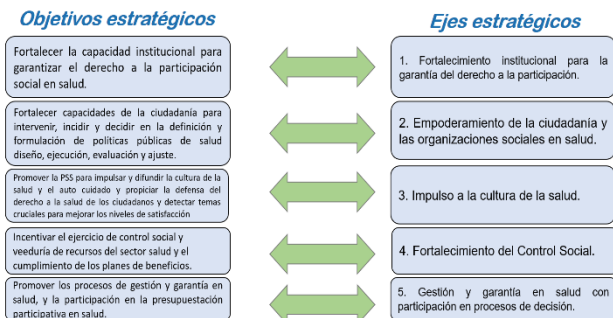 Objetivos estratégicos
Ejes estratégicos
Fortalecer la capacidad institucional para
garantizar el derecho a la participación
social en salud.
1. Fortalecimiento institucional para la
garantía del derecho a la participación.
Fortalecer capacidades de la ciudadanía para
intervenir, incidir y decidir en la definición y
formulación de políticas públicas de salud
diseño, ejecución, evaluación y ajuste.
2. Empoderamiento de la ciudadanía y
las organizaciones sociales en salud.
Promover la PSS para impulsar y difundir la cultura de la
salud y el auto cuidado y propiciar la defensa del
derecho a la salud de los ciudadanos y detectar temas
cruciales para mejorar los niveles de satisfacción
3. Impulso a la cultura de la salud.
Incentivar el ejercicio de control social y
veeduría de recursos del sector salud y el
cumplimiento de los planes de beneficios.
4. Fortalecimiento del Control Social.
Promover los procesos de gestión y garantía en
salud, y la participación en la presupuestación
participativa en salud.
5. Gestión y garantía en salud con
participación en procesos de decisión.